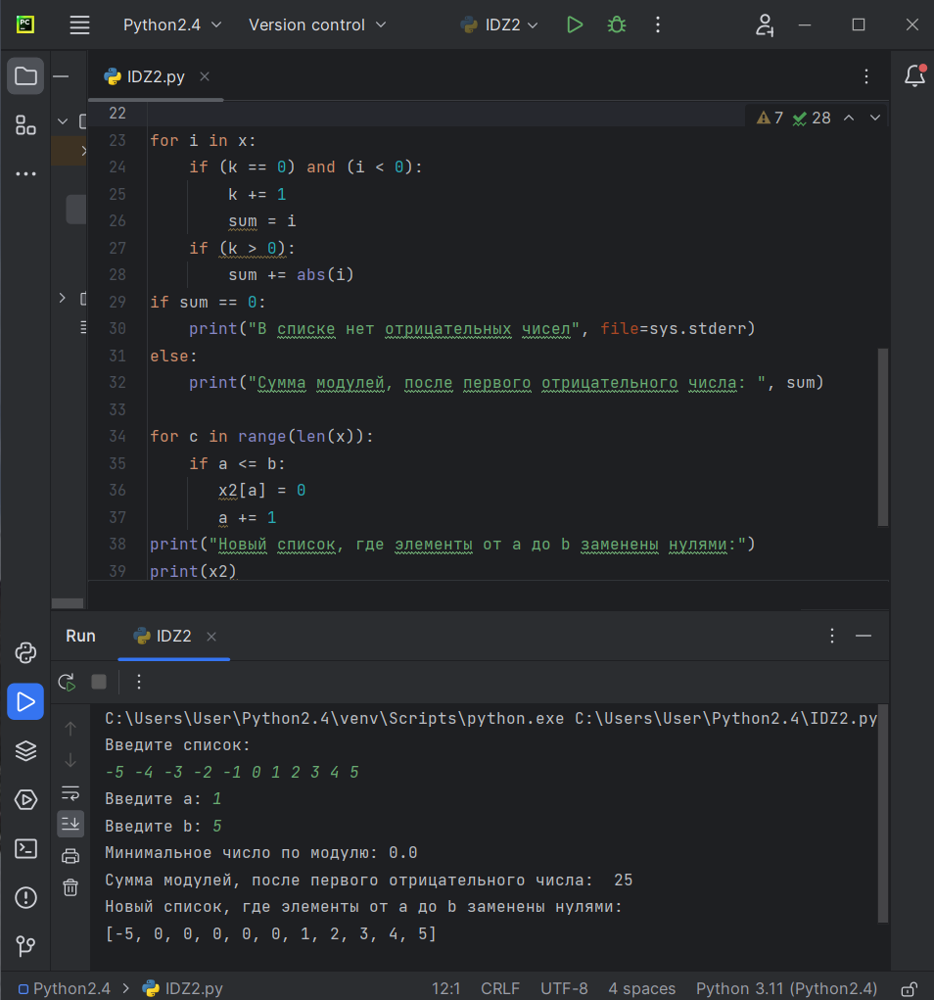 PC
Python2.4
Version control
IDZ2
IDZ2.py
7
28
22
23 for i in x:
24 if (k == 0) and (i < 0):
25 k += 1
26 sum = i
27 if (k > 0):
28 sum += abs(i)
29 if sum == 0:
30 print("В списке нет отрицательных чисел", file=sys.stderr)
31 else:
32 print("Сумма модулей, после первого отрицательного числа: ", sum)
33
34 for c in range(len(x)):
35 if a <= b:
36 x2[a] = 0
37 a += 1
38 print("Новый список, где элементы от а до b заменены нулями:")
39 print(x2)
Run
IDZ2
C:\Users\User\Python2.4\venv\Scripts\python.exe C:\Users\User\Python2.4\IDZ2.py
Введите список:
-5 -4 -3 -2 -1 0 1 2 3 4 5
Введите а: 1
Введите b: 5
Минимальное число по модулю: 0.0
Сумма модулей, после первого отрицательного числа:  25
Новый список, где элементы от а до b заменены нулями:
[-5, 0, 0, 0, 0, 0, 1, 2, 3, 4, 5]
Python2.4 > IDZ2.py
12:1
CRLF
UTF-8
4 spaces
Python 3.11 (Python2.4)